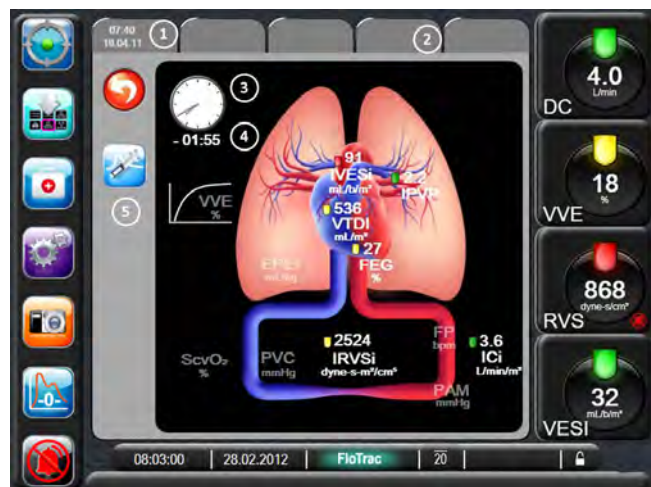 07:40
18.04.11
1
2
3
- 01:55
4
5
VVE
%
91
IVESi
mL/b/m²
2.2
IPVP
536
VTDI
mL/m²
27
FEG
%
mL/kg
2524
IRVSi
dyne-s-m²/cm⁵
ScvO₂
%
PVC
mmHg
FP
bpm
3.6
ICi
L/min/m²
PAM
mmHg
4.0
L/min
DC
18
%
VVE
868
dyne-s/cm⁵
RVS
32
mL/b/m²
VESI
-0-
08:03:00
28.02.2012
FloTrac
20